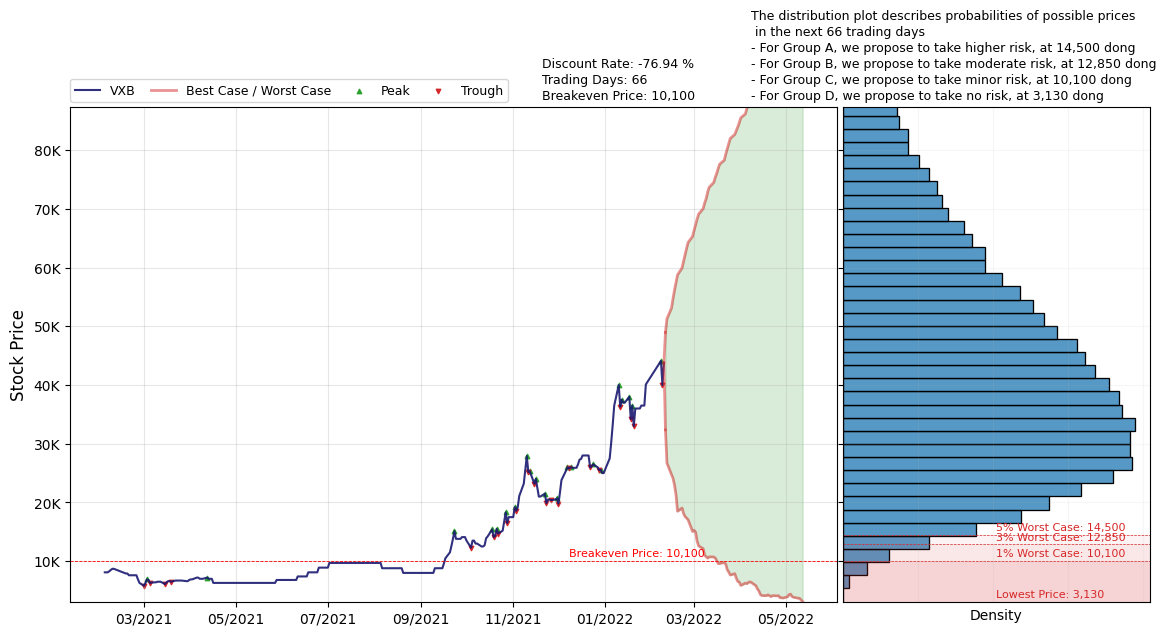 The distribution plot describes probabilities of possible prices
in the next 66 trading days
- For Group A, we propose to take higher risk, at 14,500 dong
- For Group B, we propose to take moderate risk, at 12,850 dong
- For Group C, we propose to take minor risk, at 10,100 dong
- For Group D, we propose to take no risk, at 3,130 dong
Discount Rate: -76.94 %
Trading Days: 66
Breakeven Price: 10,100
VXB
Best Case / Worst Case
Peak
Trough
Stock Price
80K
70K
60K
50K
40K
30K
20K
10K
Breakeven Price: 10,100
03/2021
05/2021
07/2021
09/2021
11/2021
01/2022
03/2022
05/2022
5% Worst Case: 14,500
3% Worst Case: 12,850
1% Worst Case: 10,100
Lowest Price: 3,130
Density